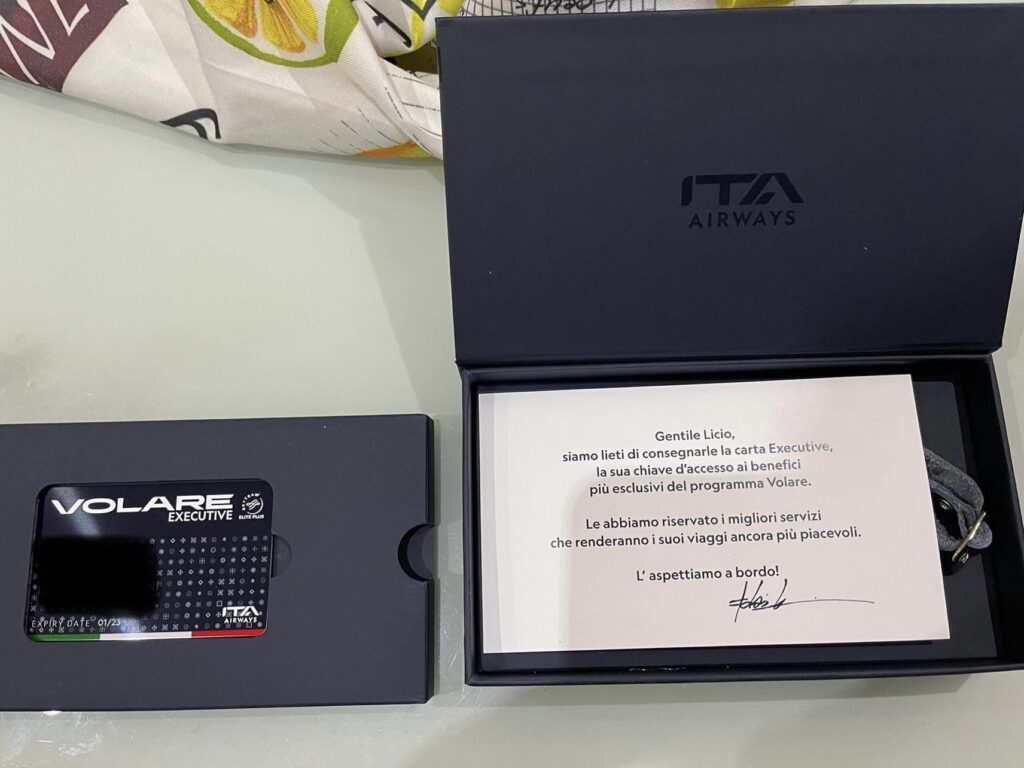 ITA
AIRWAYS
Gentile Licio,
siamo lieti di consegnarle la carta Executive,
la sua chiave d'accesso ai benefici
più esclusivi del programma Volare.
Le abbiamo riservato i migliori servizi
che renderanno i suoi viaggi ancora più piacevoli.
L' aspettiamo a bordo!
VOLARE
EXECUTIVE
SKYTEAM
ELITE PLUS
EXPIRY DATE 01/23
ITA
AIRWAYS